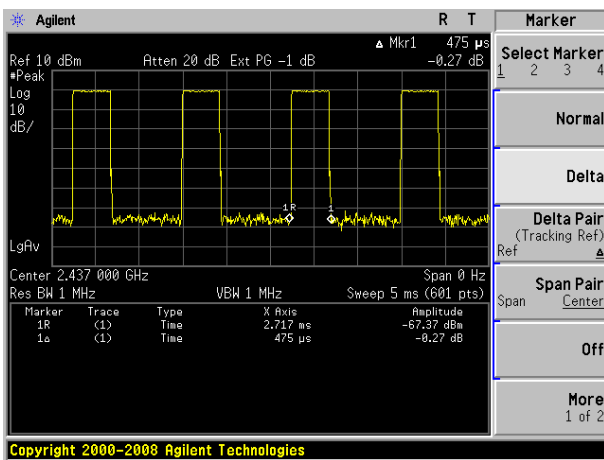 Agilent R T Marker
Δ Mkr1 475 µs
Ref 10 dBm Atten 20 dB Ext PG -1 dB -0.27 dB
#Peak
Log
10
dB/
1R 1
LgAv
Center 2.437 000 GHz Span 0 Hz
Res BW 1 MHz VBW 1 MHz Sweep 5 ms (601 pts)
Marker Trace Type X Axis Amplitude
1R (1) Time 2.717 ms -67.37 dBm
1Δ (1) Time 475 µs -0.27 dB
Select Marker
1 2 3 4
Normal
Delta
Delta Pair
(Tracking Ref)
Ref Δ
Span Pair
Span Center
Off
More
1 of 2
Copyright 2000-2008 Agilent Technologies